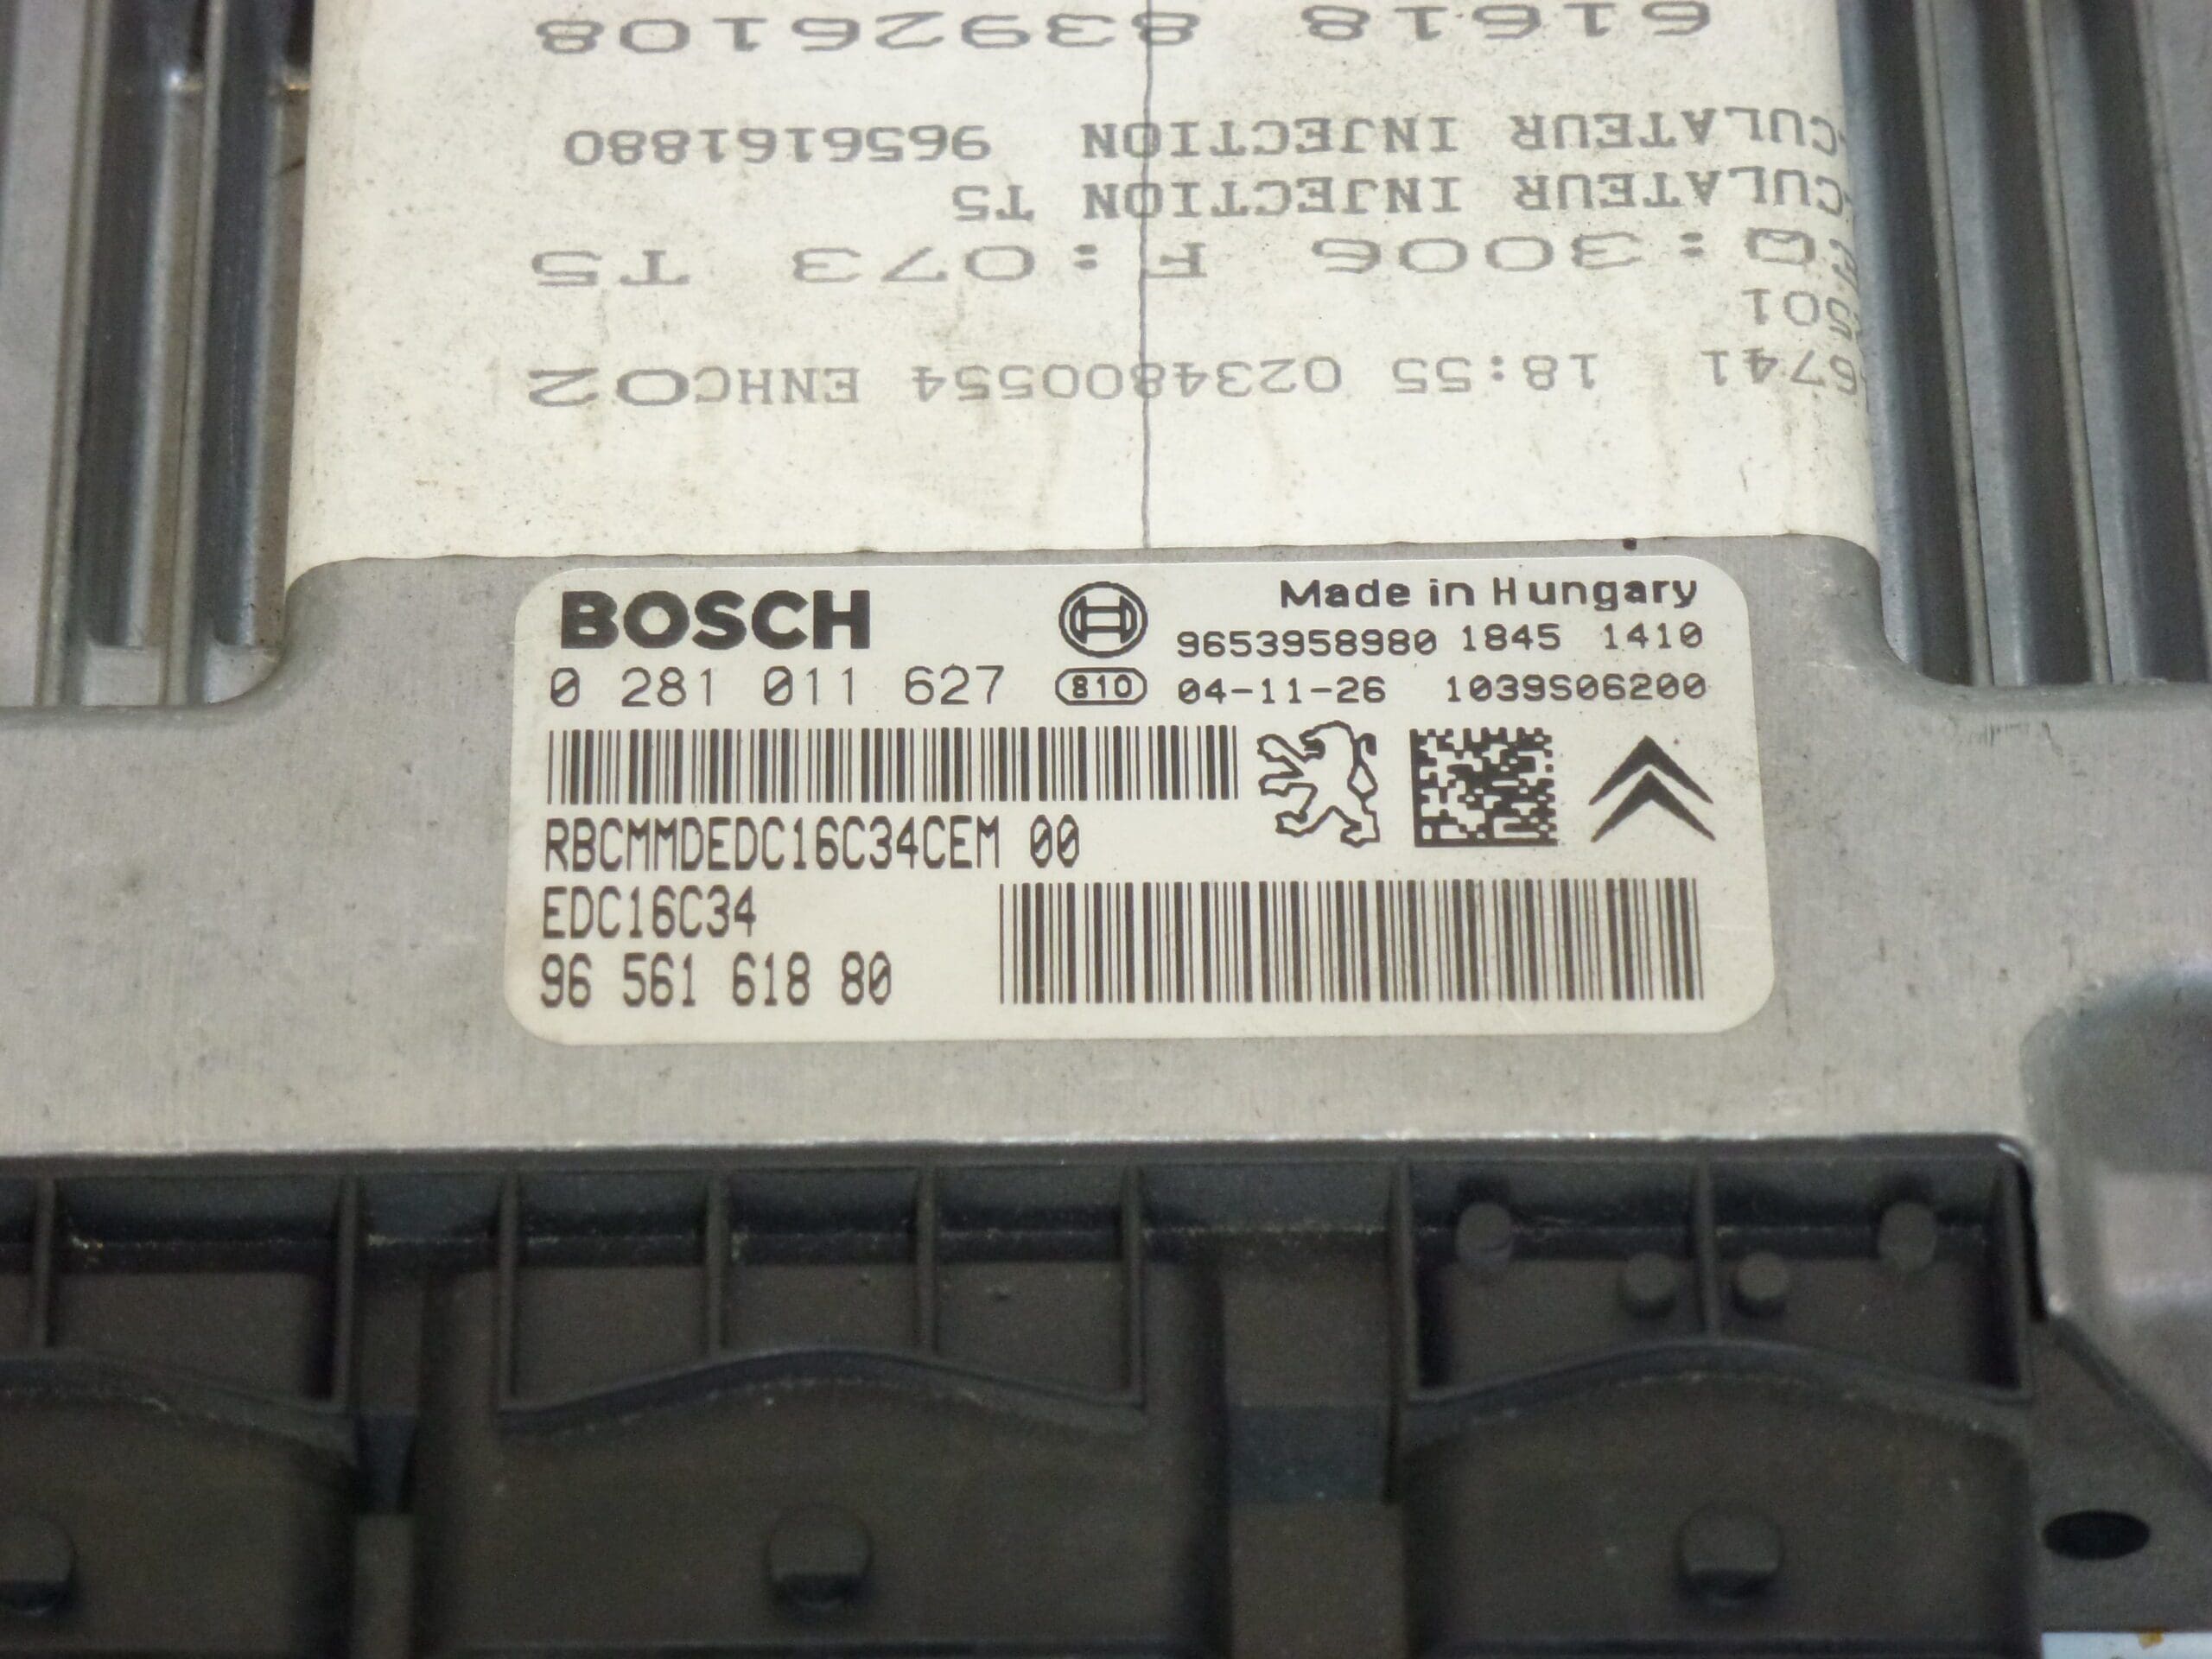 6741 18:55 0234800554 ENHC02
501
Q:3006 F:073 T5
CULATEUR INJECTION T5
CULATEUR INJECTION 9656161880
61618 83926108
BOSCH Made in Hungary
9653958980 1845 1410
0 281 011 627 810 04-11-26 1039S06200
RBCMMDEDC16C34CEM 00
EDC16C34
96 561 618 80